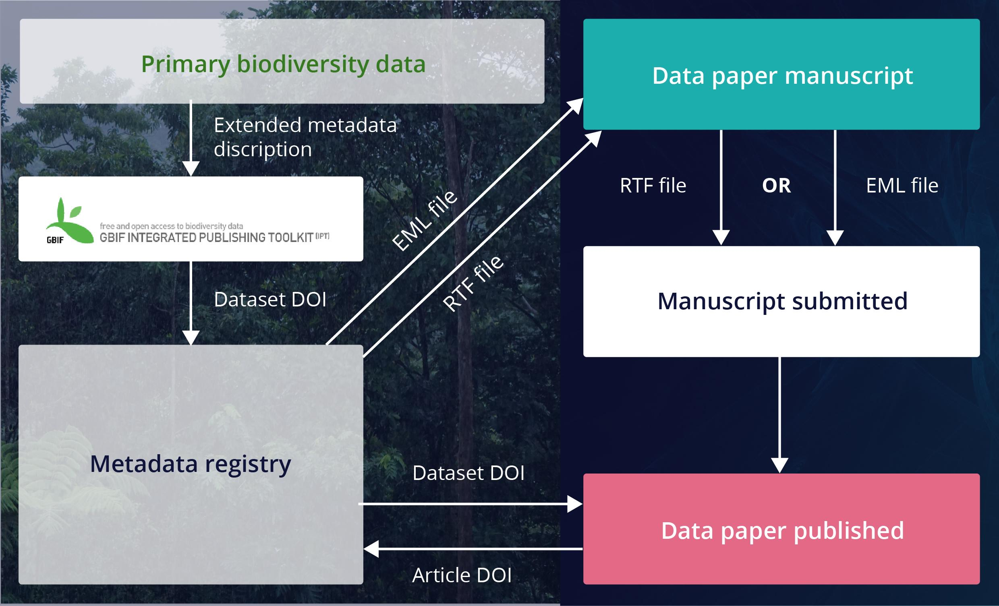 Primary biodiversity data
Extended metadata
discription
GBIF
free and open access to biodiversity data
GBIF INTEGRATED PUBLISHING TOOLKIT (IPT)
Dataset DOI
Metadata registry
EML file
RTF file
Dataset DOI
Article DOI
Data paper manuscript
RTF file
OR
EML file
Manuscript submitted
Data paper published